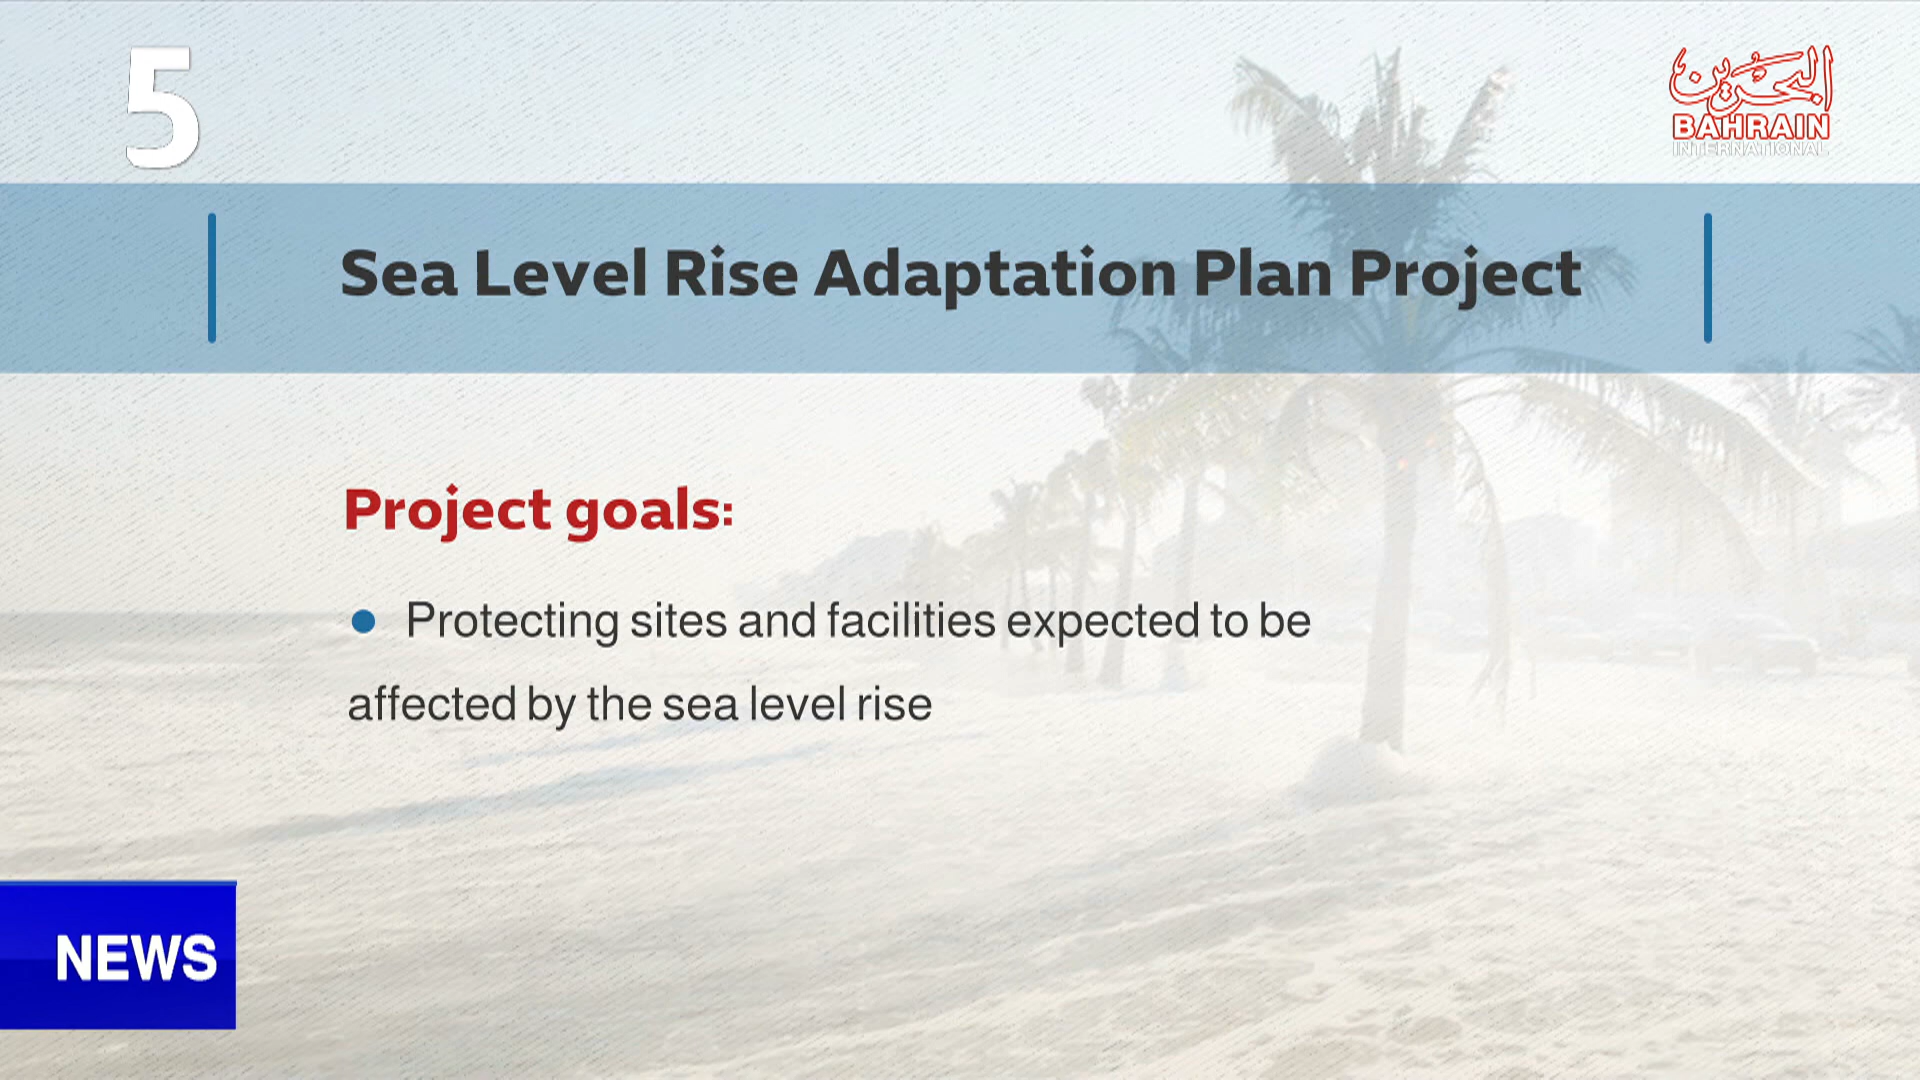 5
البحرين
BAHRAIN
INTERNATIONAL
Sea Level Rise Adaptation Plan Project
Project goals:
● Protecting sites and facilities expected to be
affected by the sea level rise
NEWS